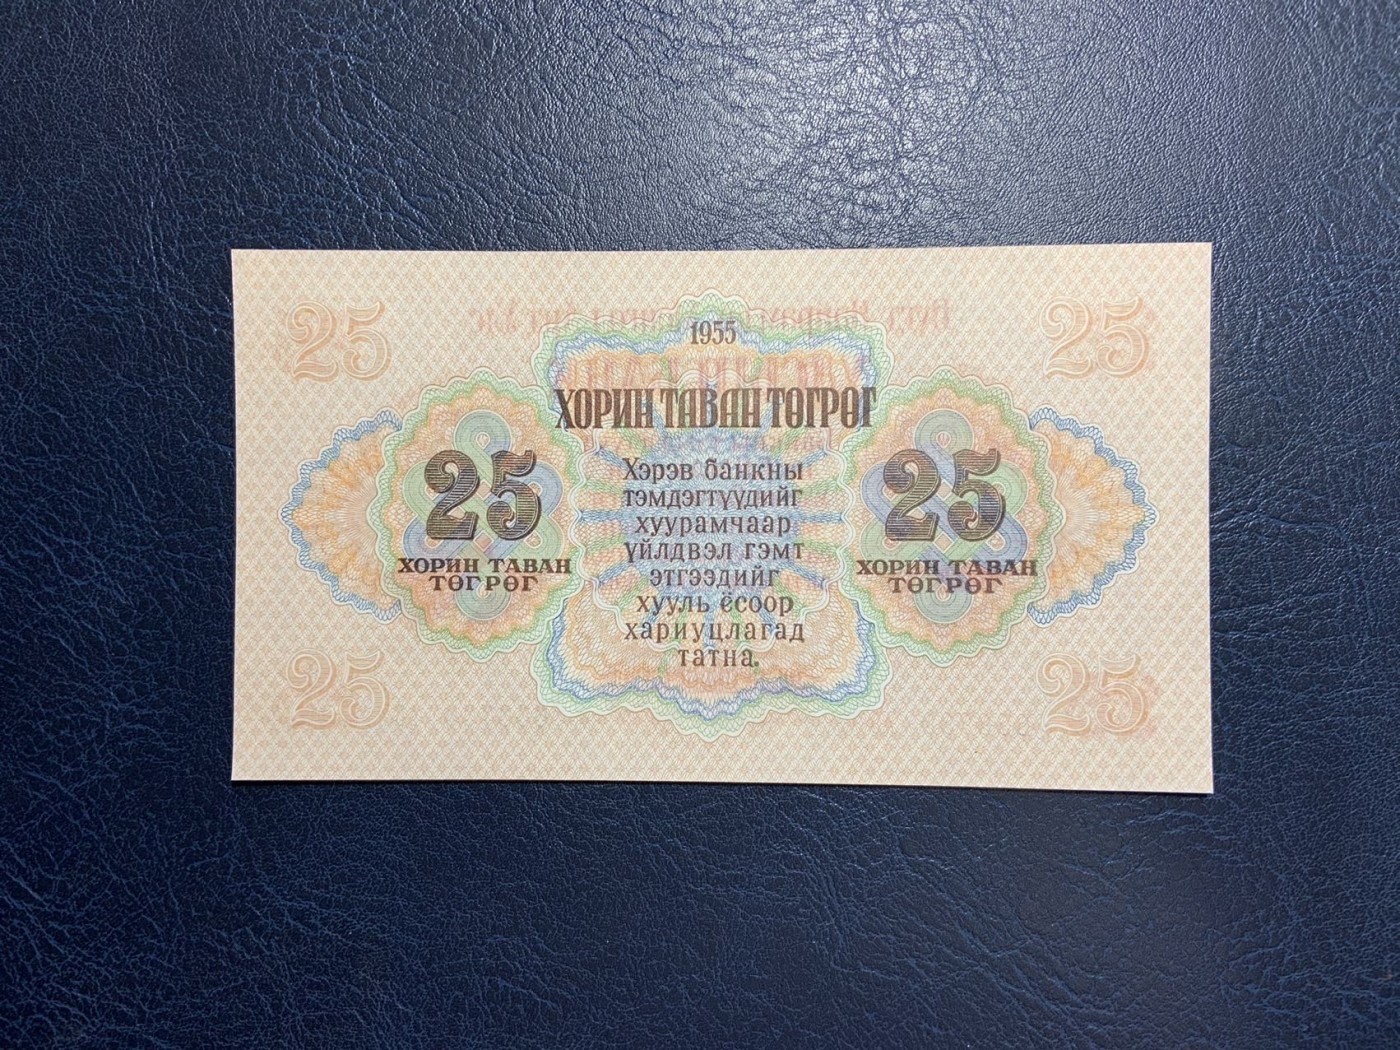 25
25
1955
ХОРИН ТАВАН ТӨГРӨГ
25
ХОРИН ТАВАН
ТӨГРӨГ
Хэрэв банкны
тэмдэгтүүдийг
хуурамчаар
үйлдвэл гэмт
этгээдийг
хууль ёсоор
хариуцлагад
татна.
25
ХОРИН ТАВАН
ТӨГРӨГ
25
25